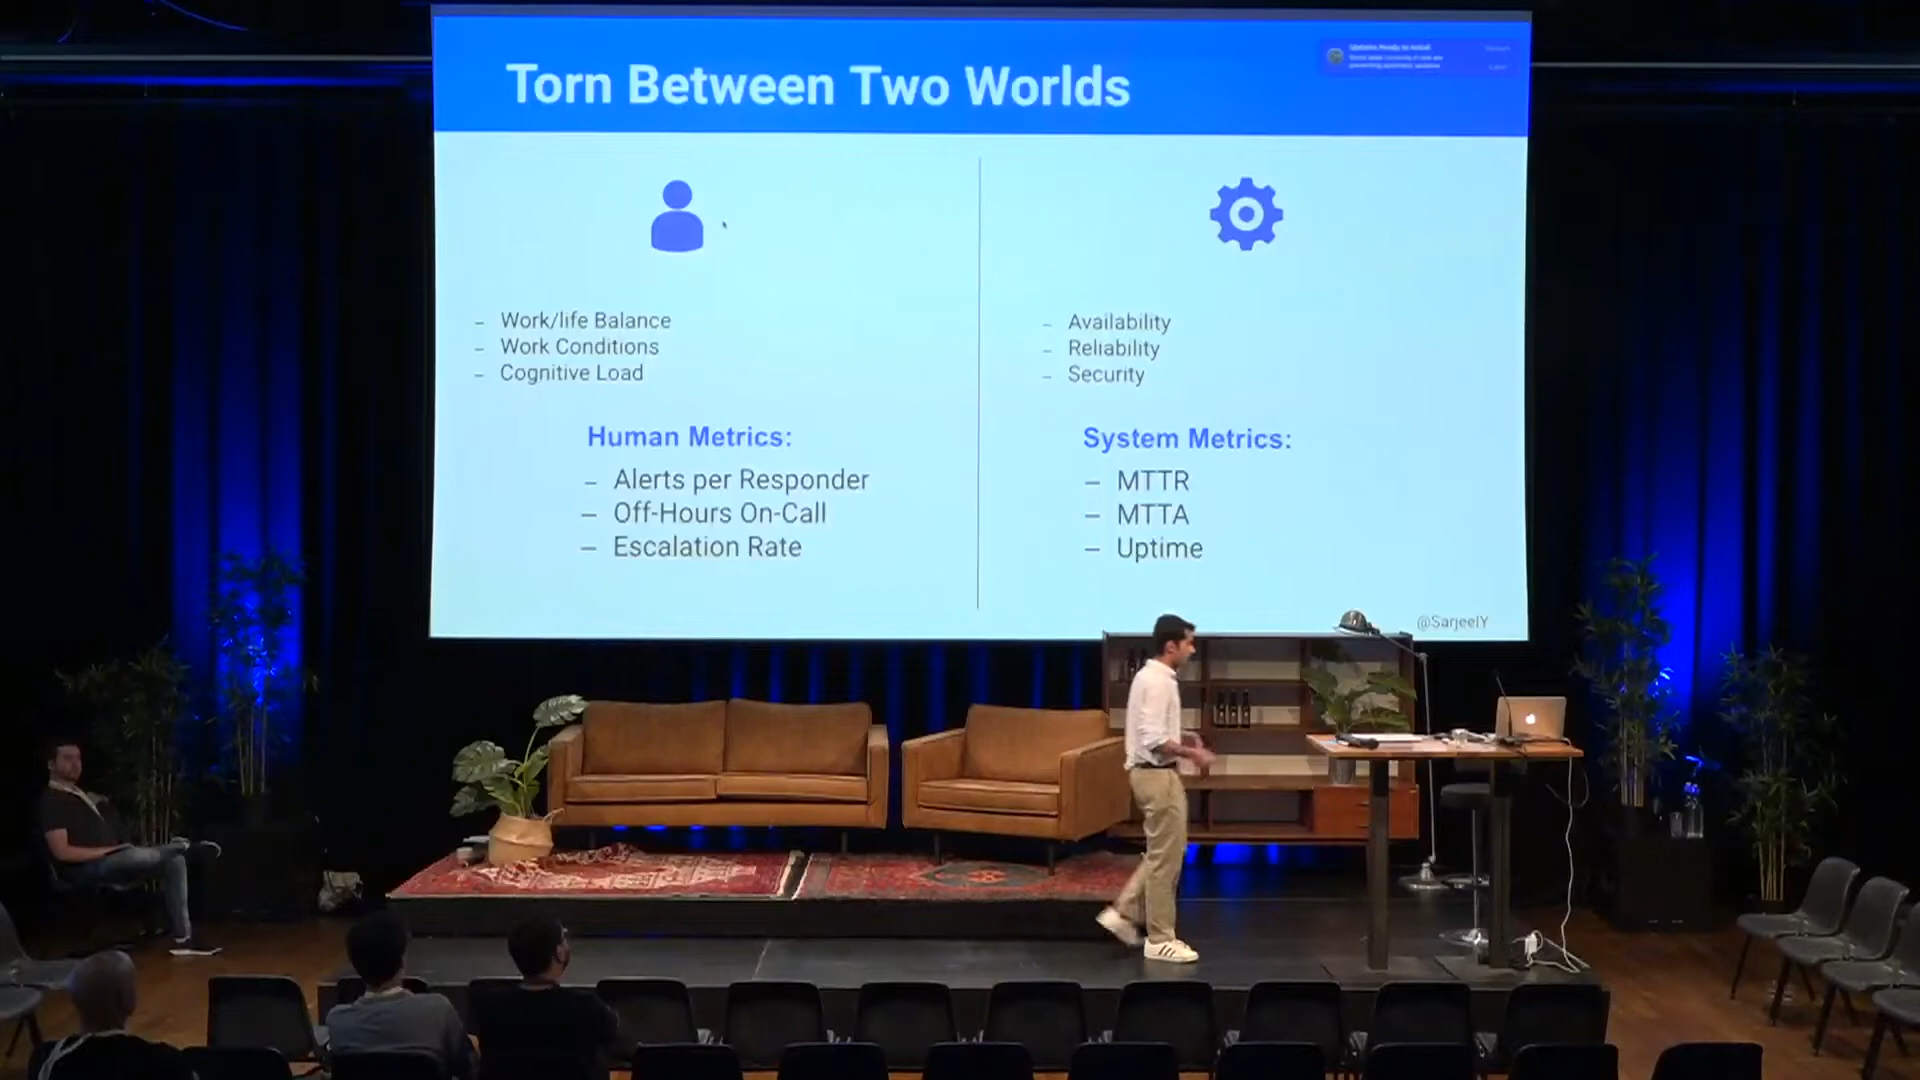 Torn Between Two Worlds
– Work/life Balance
– Work Conditions
– Cognitive Load
Human Metrics:
– Alerts per Responder
– Off-Hours On-Call
– Escalation Rate
– Availability
– Reliability
– Security
System Metrics:
– MTTR
– MTTA
– Uptime
@SarjeelY